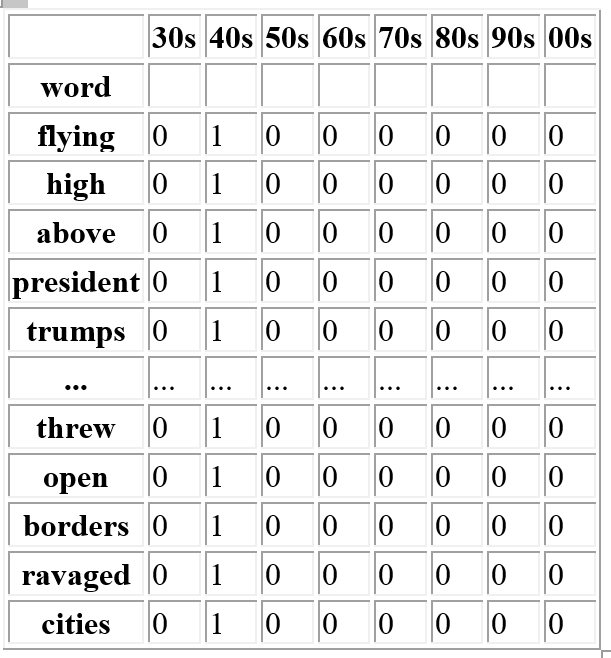 30s 40s 50s 60s 70s 80s 90s 00s
word
flying 0 1 0 0 0 0 0 0
high 0 1 0 0 0 0 0 0
above 0 1 0 0 0 0 0 0
president 0 1 0 0 0 0 0 0
trumps 0 1 0 0 0 0 0 0
... ... ... ... ... ... ... ... ...
threw 0 1 0 0 0 0 0 0
open 0 1 0 0 0 0 0 0
borders 0 1 0 0 0 0 0 0
ravaged 0 1 0 0 0 0 0 0
cities 0 1 0 0 0 0 0 0